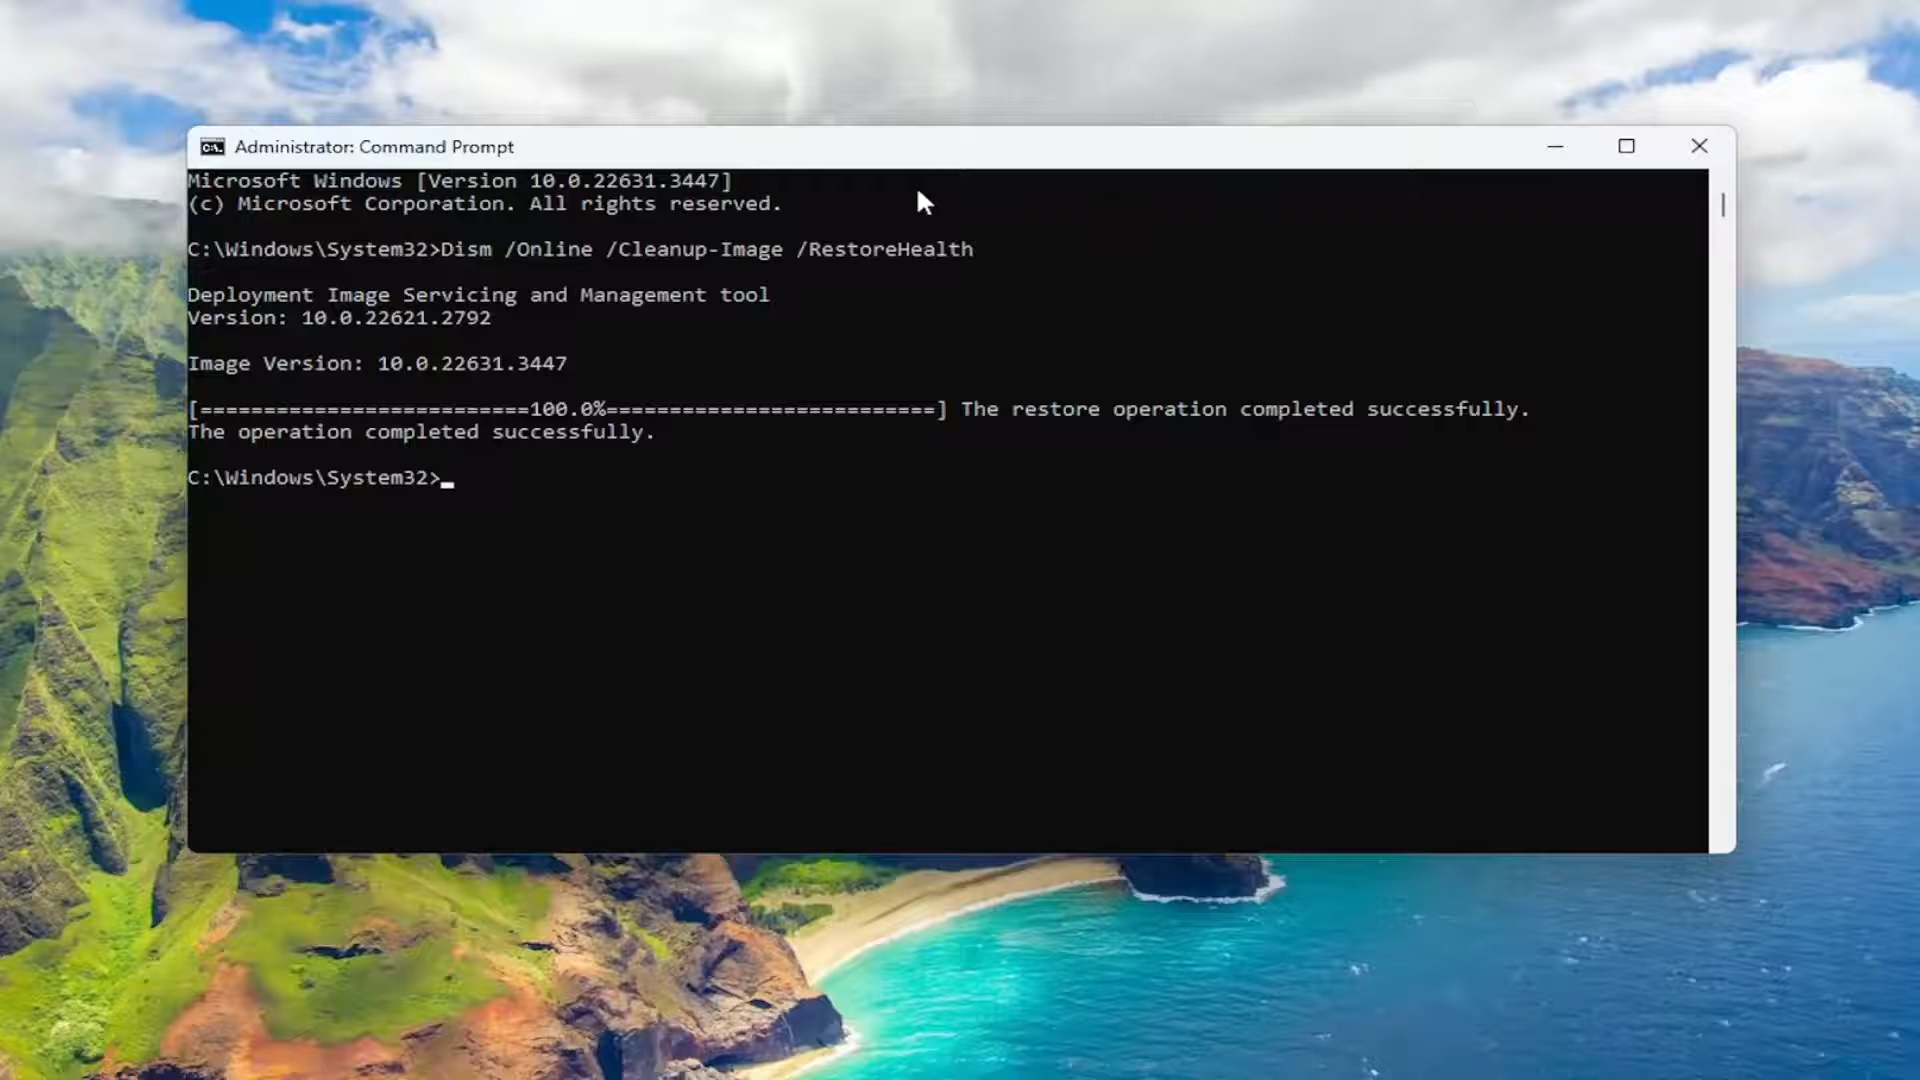 Administrator: Command Prompt
Microsoft Windows [Version 10.0.22631.3447]
(c) Microsoft Corporation. All rights reserved.
C:\Windows\System32>Dism /Online /Cleanup-Image /RestoreHealth
Deployment Image Servicing and Management tool
Version: 10.0.22621.2792
Image Version: 10.0.22631.3447
[==========================100.0%==========================] The restore operation completed successfully.
The operation completed successfully.
C:\Windows\System32>